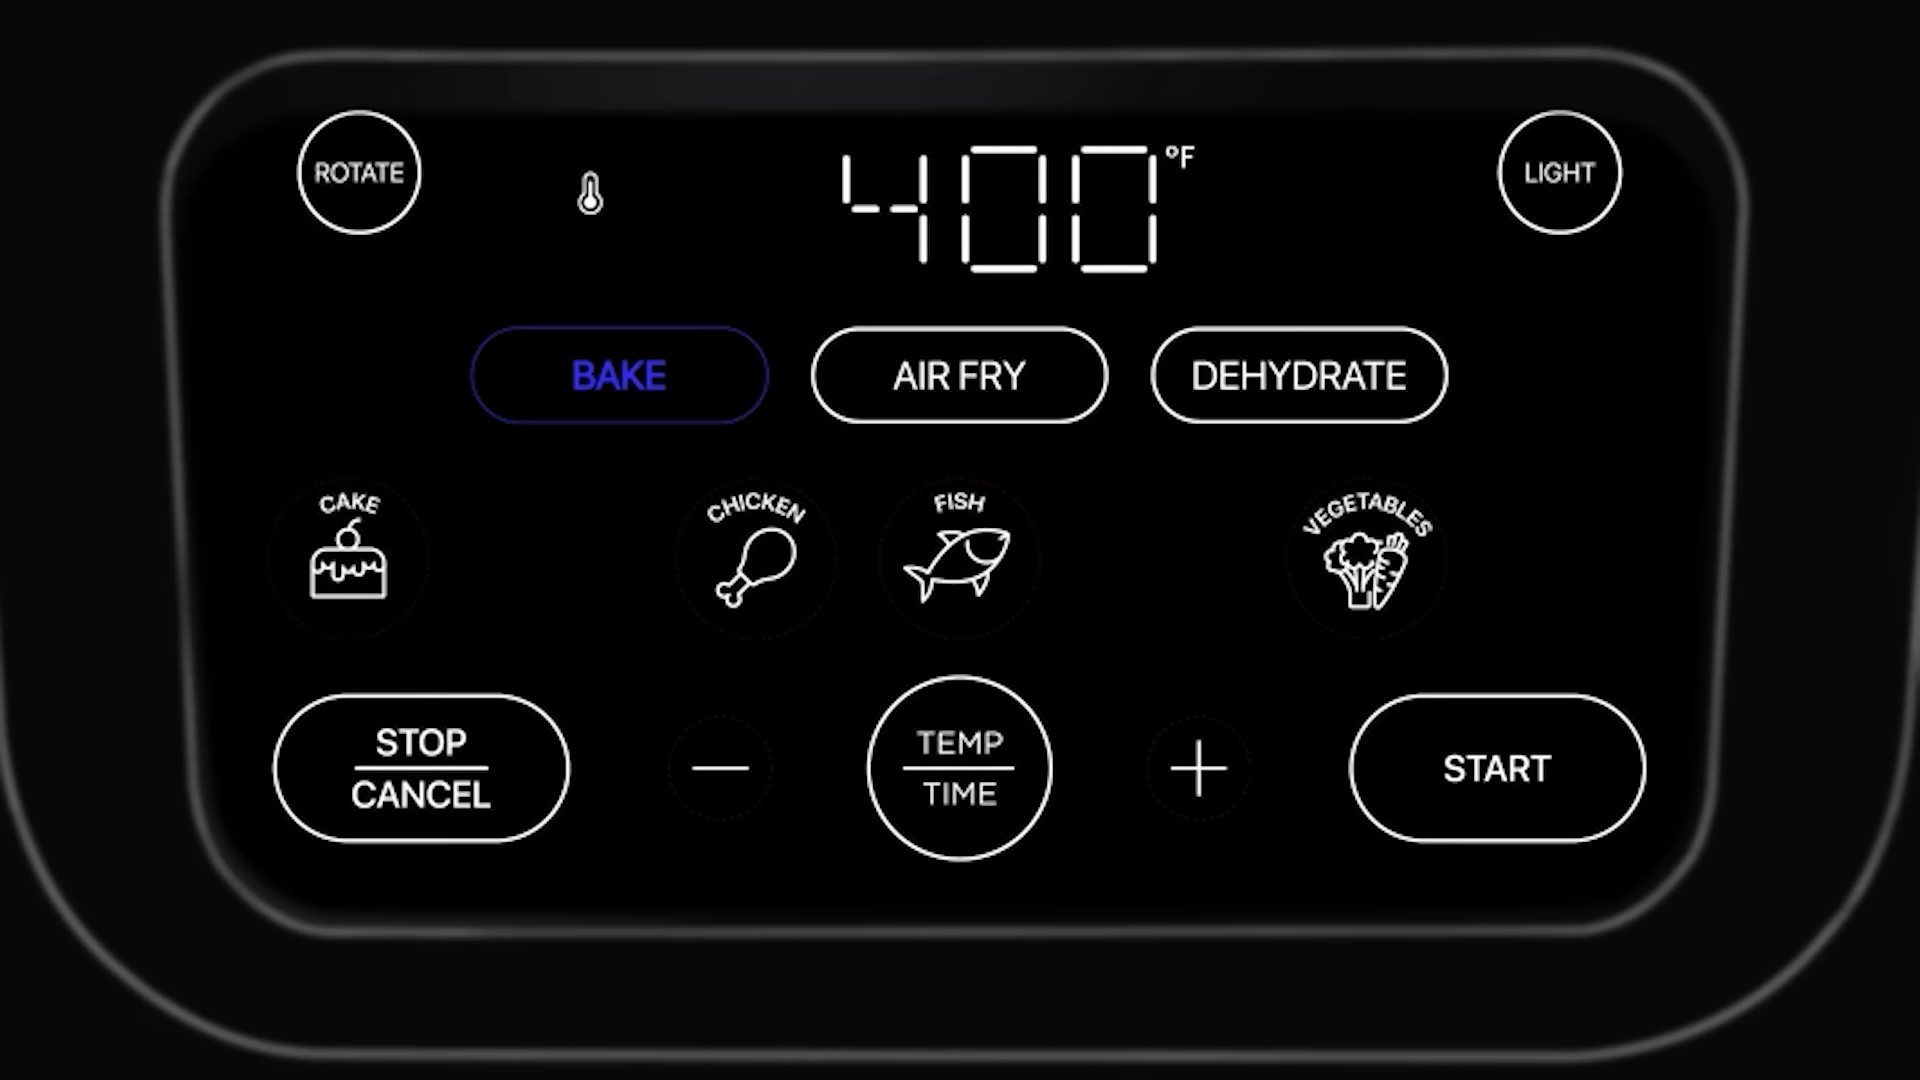 ROTATE
400 °F
LIGHT
BAKE
AIR FRY
DEHYDRATE
CAKE
CHICKEN
FISH
VEGETABLES
STOP
CANCEL
−
TEMP
TIME
+
START